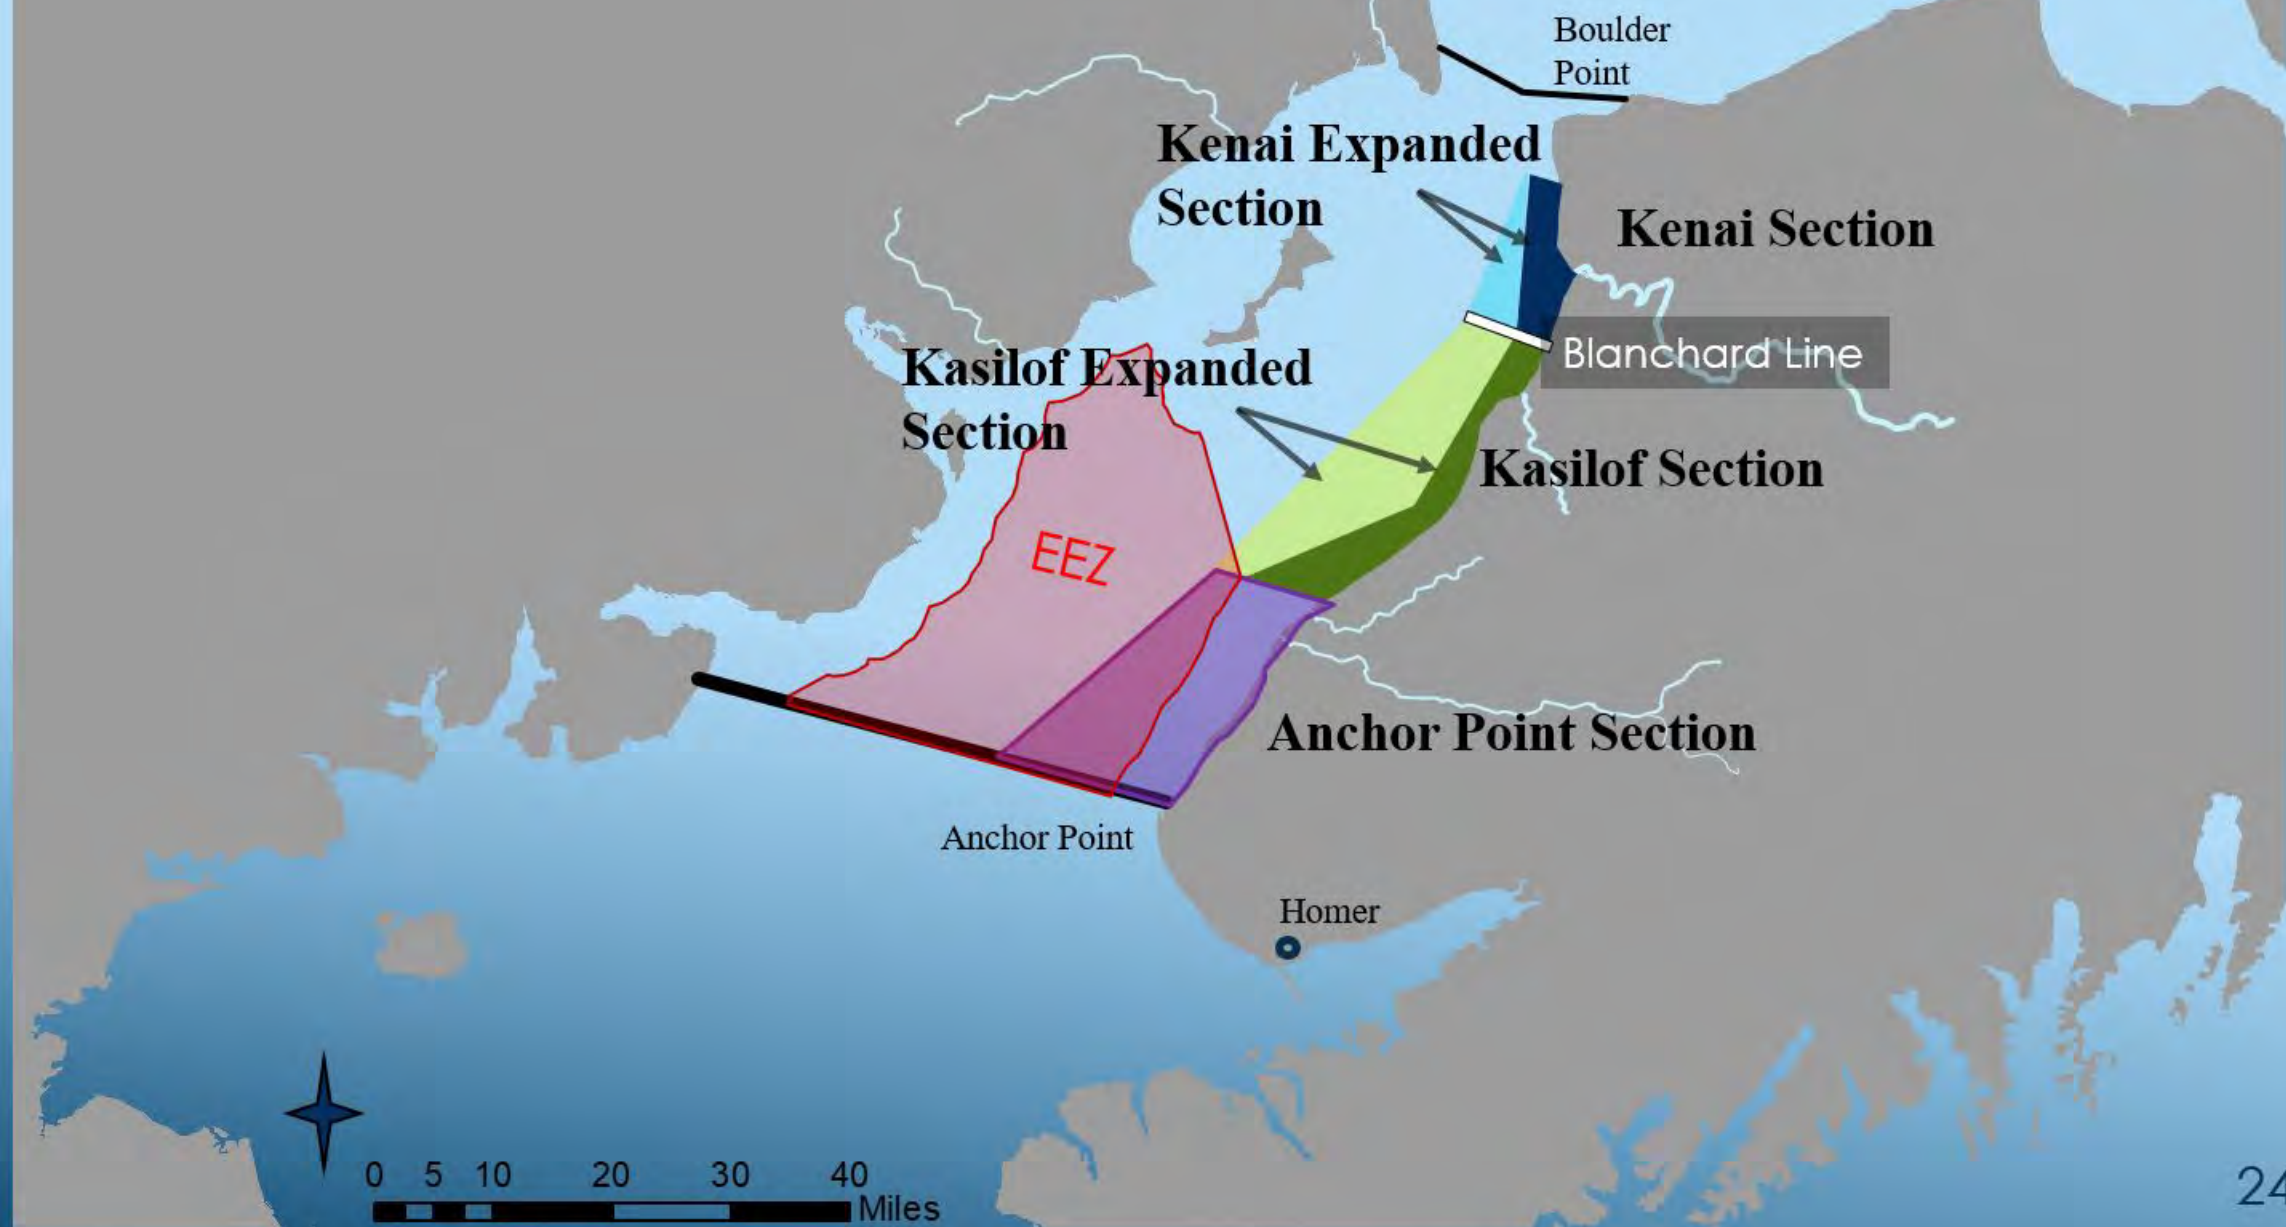 Boulder
Point
Kenai Expanded
Section
Kenai Section
Blanchard Line
Kasilof Expanded
Section
Kasilof Section
EEZ
Anchor Point Section
Anchor Point
Homer
0 5 10 20 30 40
Miles
24